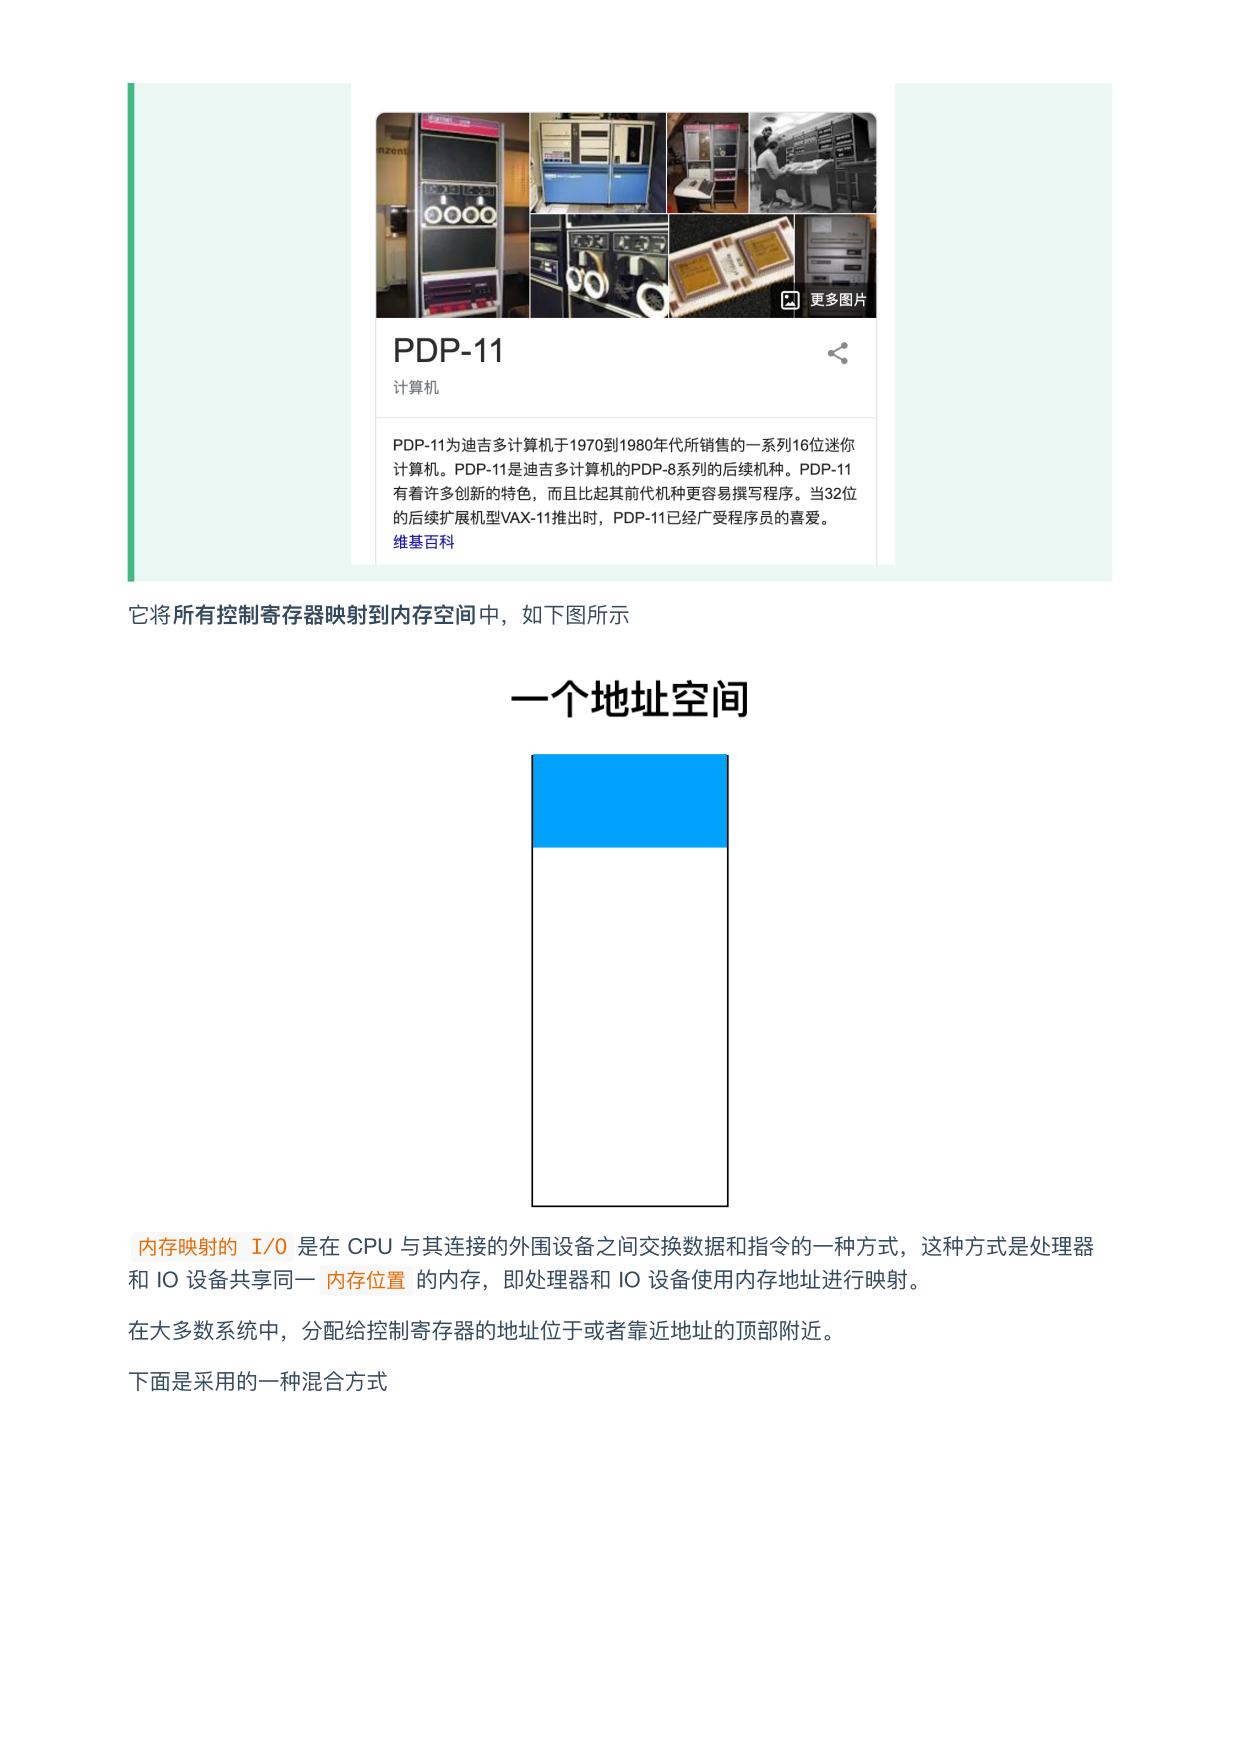 nzent
digital
更多图片
PDP-11
计算机
PDP-11为迪吉多计算机于1970到1980年代所销售的一系列16位迷你
计算机。PDP-11是迪吉多计算机的PDP-8系列的后续机种。PDP-11
有着许多创新的特色，而且比起其前代机种更容易撰写程序。当32位
的后续扩展机型VAX-11推出时，PDP-11已经广受程序员的喜爱。
维基百科
它将所有控制寄存器映射到内存空间中，如下图所示
一个地址空间
内存映射的 I/O 是在 CPU 与其连接的外围设备之间交换数据和指令的一种方式，这种方式是处理器
和 IO 设备共享同一 内存位置 的内存，即处理器和 IO 设备使用内存地址进行映射。
在大多数系统中，分配给控制寄存器的地址位于或者靠近地址的顶部附近。
下面是采用的一种混合方式